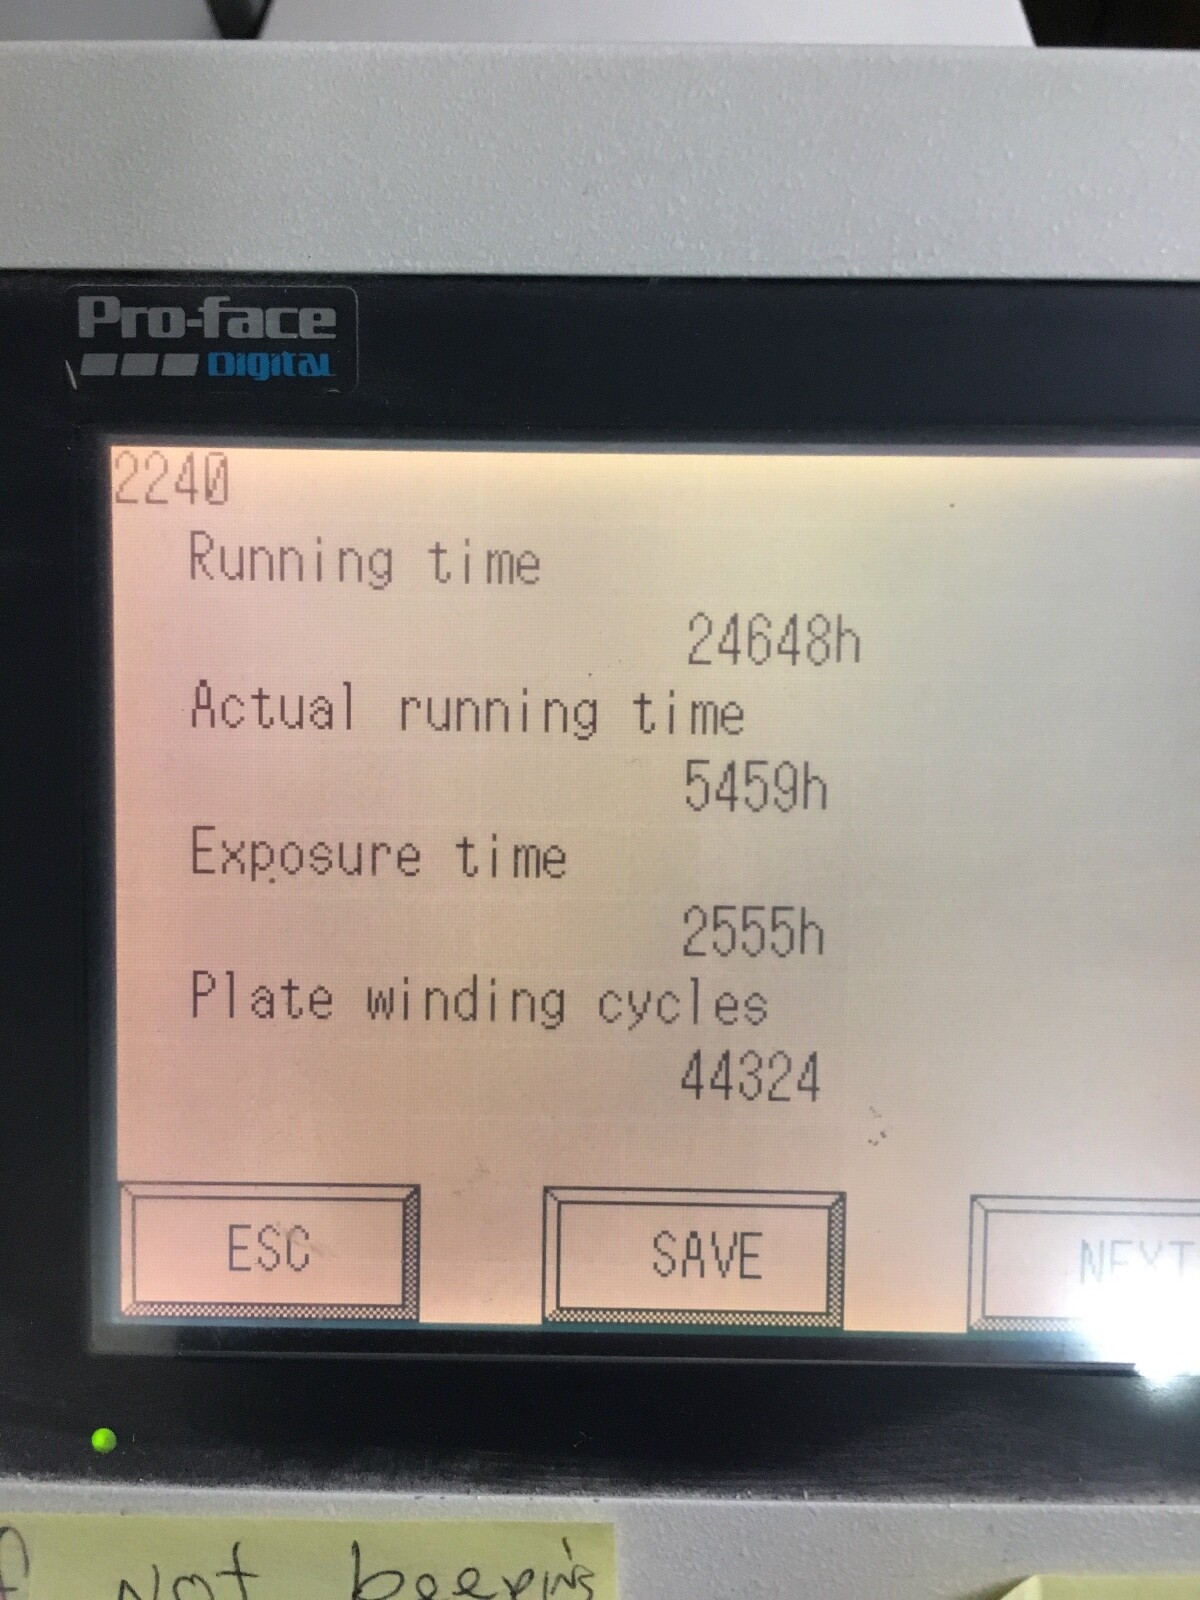 Pro-face
Digital
2240
Running time
24648h
Actual running time
5459h
Exposure time
2555h
Plate winding cycles
44324
ESC SAVE NEXT
Not beeping